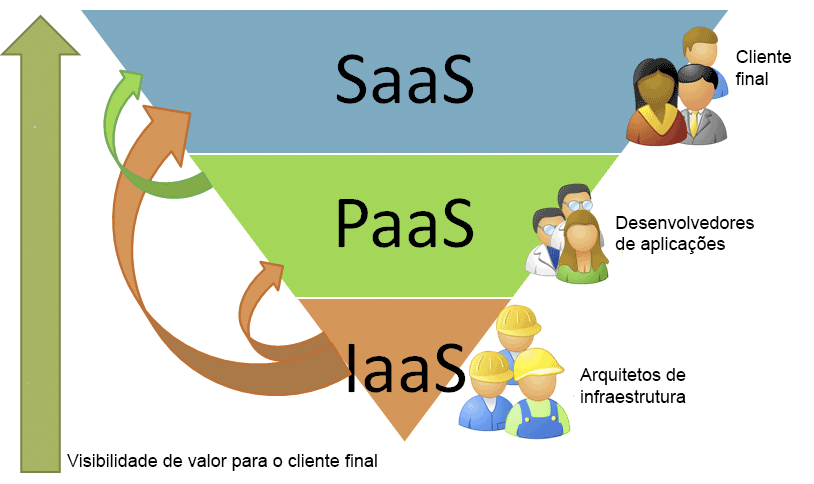 SaaS
Cliente
final
PaaS
Desenvolvedores
de aplicações
IaaS
Arquitetos de
infraestrutura
Visibilidade de valor para o cliente final